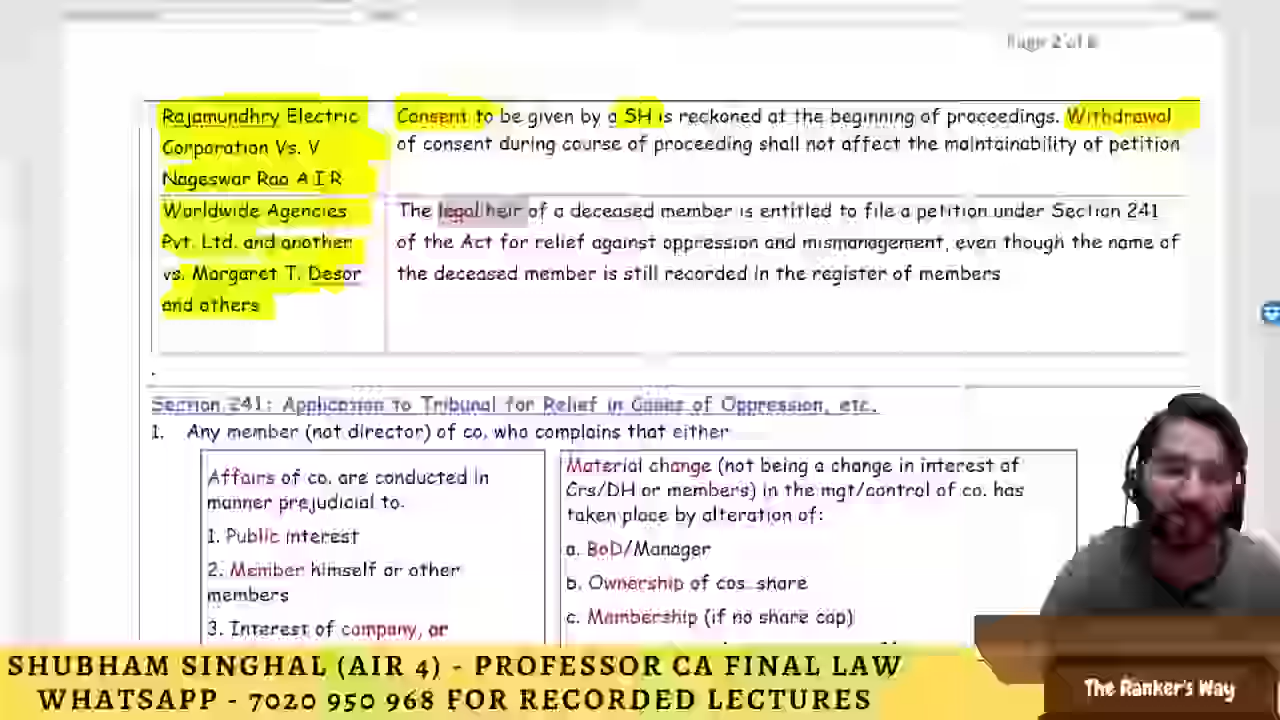 Page 2 of 8
Rajamundhry Electric
Corporation Vs. V
Nageswar Rao A I R
Consent to be given by a SH is reckoned at the beginning of proceedings. Withdrawal
of consent during course of proceeding shall not affect the maintainability of petition
Worldwide Agencies
Pvt. Ltd. and another
vs. Margaret T. Desor
and others
The legal heir of a deceased member is entitled to file a petition under Section 241
of the Act for relief against oppression and mismanagement, even though the name of
the deceased member is still recorded in the register of members
.
Section 241: Application to Tribunal for Relief in Cases of Oppression, etc.
1. Any member (not director) of co. who complains that either
Affairs of co. are conducted in
manner prejudicial to.
1. Public interest
2. Member himself or other
members
3. Interest of company, or
Material change (not being a change in interest of
Crs/DH or members) in the mgt/control of co. has
taken place by alteration of:
a. BoD/Manager
b. Ownership of cos. share
c. Membership (if no share cap)
SHUBHAM SINGHAL (AIR 4) - PROFESSOR CA FINAL LAW
WHATSAPP - 7020 950 968 FOR RECORDED LECTURES
The Ranker's Way